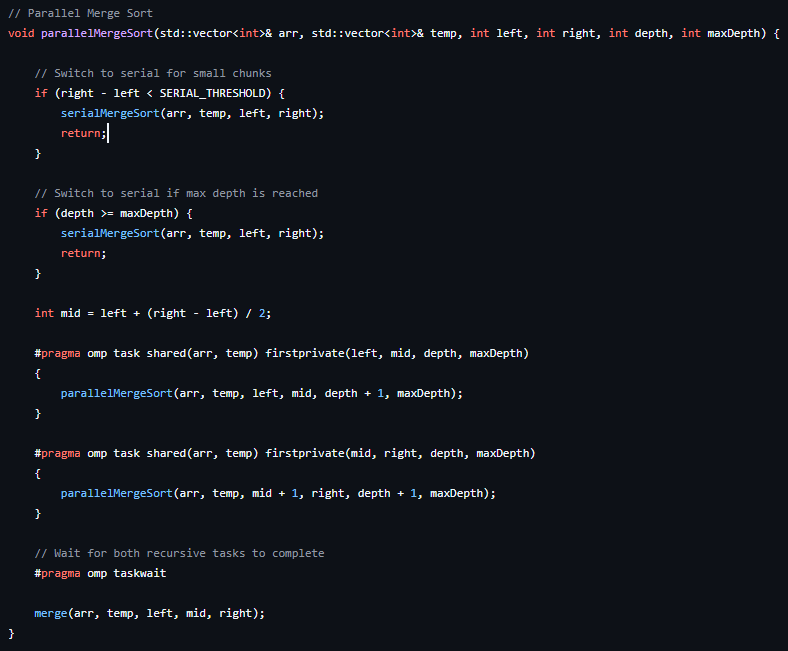 // Parallel Merge Sort
void parallelMergeSort(std::vector<int>& arr, std::vector<int>& temp, int left, int right, int depth, int maxDepth) {
    // Switch to serial for small chunks
    if (right - left < SERIAL_THRESHOLD) {
        serialMergeSort(arr, temp, left, right);
        return;
    }
    // Switch to serial if max depth is reached
    if (depth >= maxDepth) {
        serialMergeSort(arr, temp, left, right);
        return;
    }
    int mid = left + (right - left) / 2;
    #pragma omp task shared(arr, temp) firstprivate(left, mid, depth, maxDepth)
    {
        parallelMergeSort(arr, temp, left, mid, depth + 1, maxDepth);
    }
    #pragma omp task shared(arr, temp) firstprivate(mid, right, depth, maxDepth)
    {
        parallelMergeSort(arr, temp, mid + 1, right, depth + 1, maxDepth);
    }
    // Wait for both recursive tasks to complete
    #pragma omp taskwait
    merge(arr, temp, left, mid, right);
}